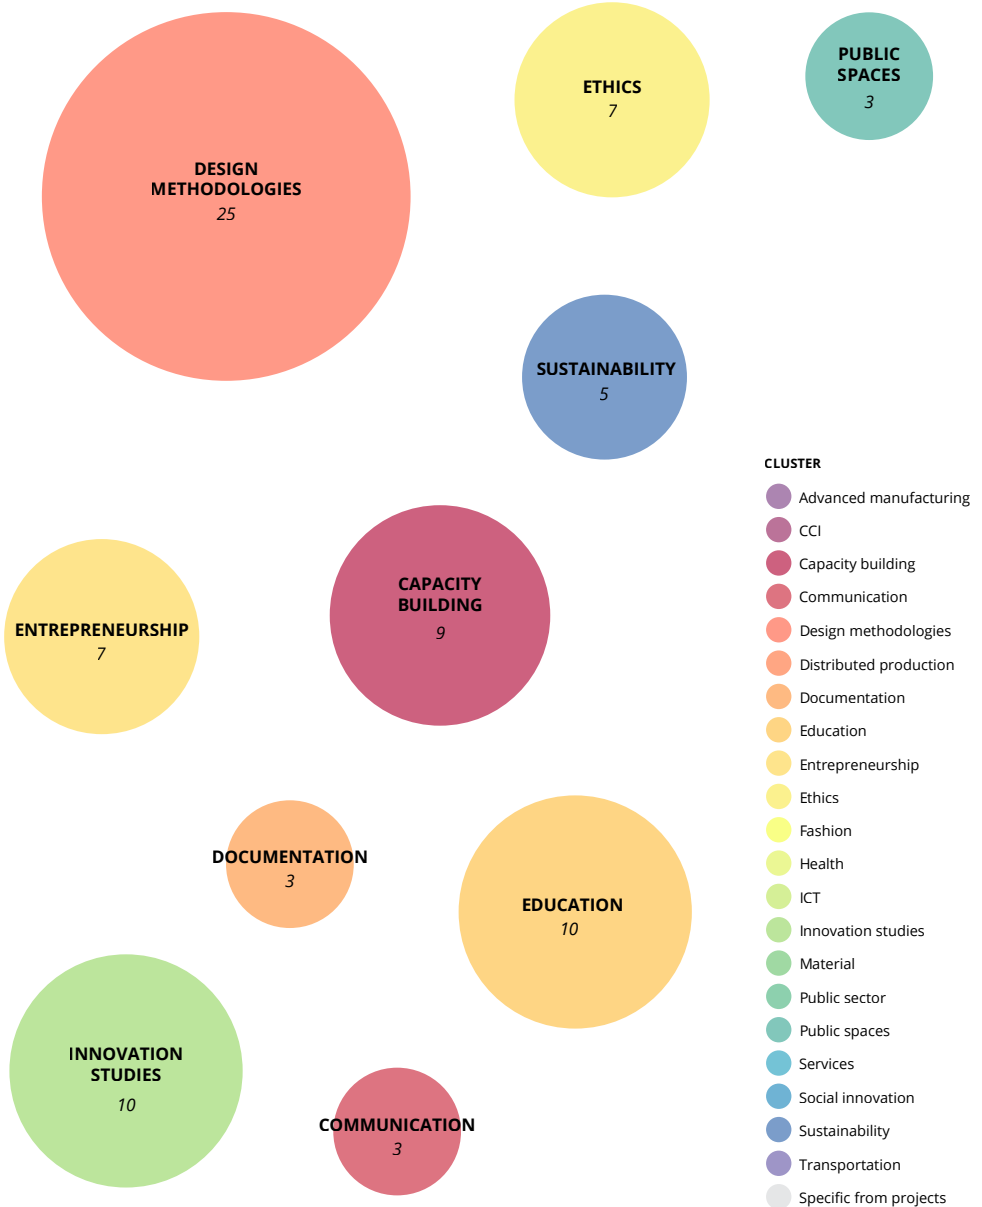 DESIGN
METHODOLOGIES
25
ETHICS
7
PUBLIC
SPACES
3
SUSTAINABILITY
5
ENTREPRENEURSHIP
7
CAPACITY
BUILDING
9
DOCUMENTATION
3
EDUCATION
10
INNOVATION
STUDIES
10
COMMUNICATION
3
CLUSTER
Advanced manufacturing
CCI
Capacity building
Communication
Design methodologies
Distributed production
Documentation
Education
Entrepreneurship
Ethics
Fashion
Health
ICT
Innovation studies
Material
Public sector
Public spaces
Services
Social innovation
Sustainability
Transportation
Specific from projects